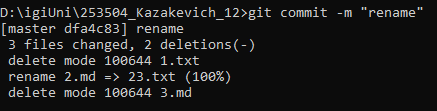 D:\igiUni\253504_Kazakevich_12>git commit -m "rename"
[master dfa4c83] rename
 3 files changed, 2 deletions(-)
 delete mode 100644 1.txt
 rename 2.md => 23.txt (100%)
 delete mode 100644 3.md